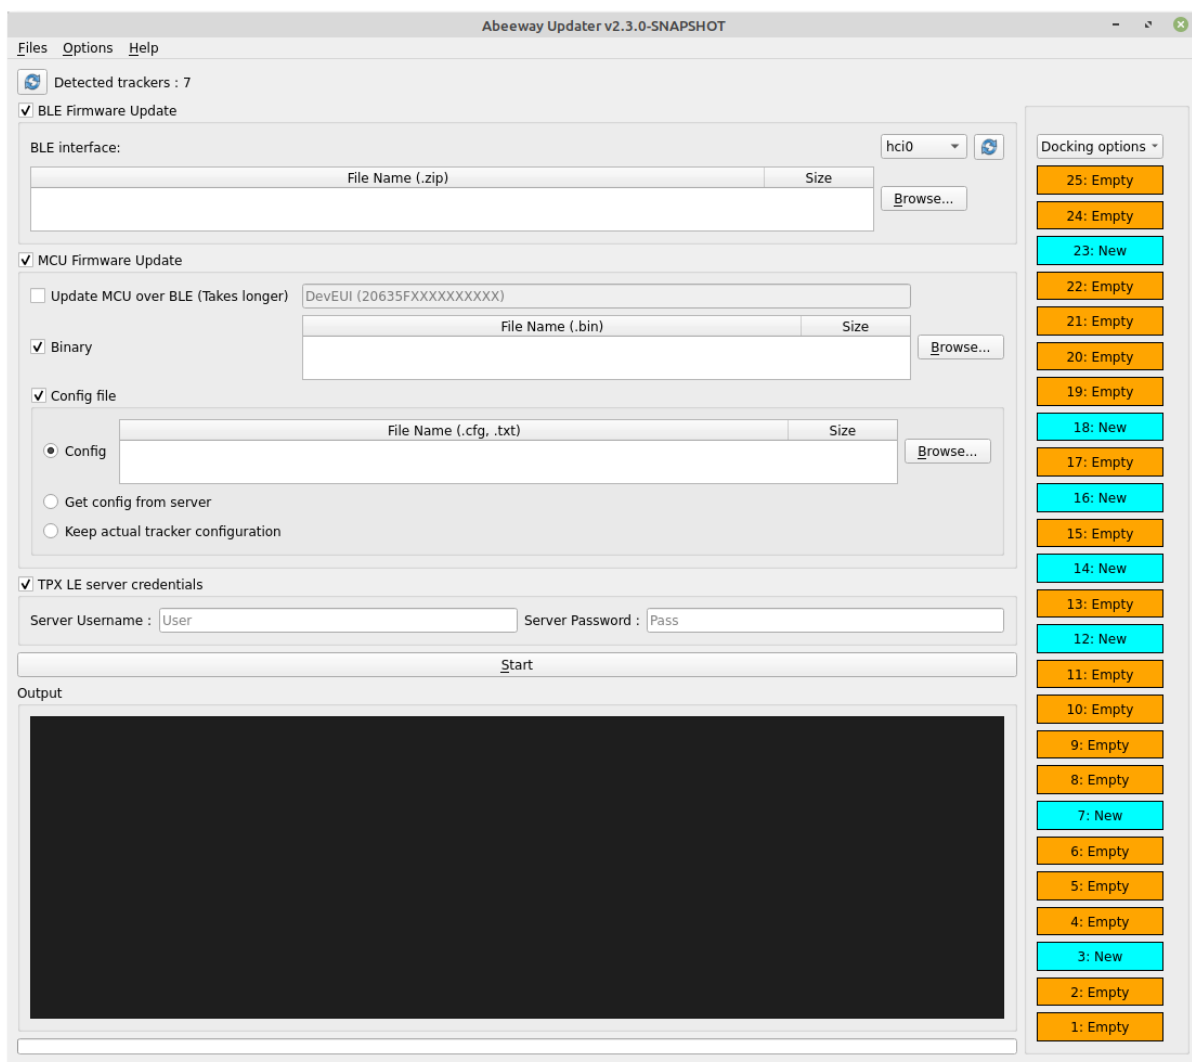 Abeeway Updater v2.3.0-SNAPSHOT
Files Options Help
Detected trackers : 7
BLE Firmware Update
BLE interface:
hci0
File Name (.zip) Size
Browse...
MCU Firmware Update
Update MCU over BLE (Takes longer) DevEUI (20635FXXXXXXXXXX)
File Name (.bin) Size
Binary
Browse...
Config file
File Name (.cfg, .txt) Size
Config
Browse...
Get config from server
Keep actual tracker configuration
TPX LE server credentials
Server Username : User Server Password : Pass
Start
Output
Docking options
25: Empty
24: Empty
23: New
22: Empty
21: Empty
20: Empty
19: Empty
18: New
17: Empty
16: New
15: Empty
14: New
13: Empty
12: New
11: Empty
10: Empty
9: Empty
8: Empty
7: New
6: Empty
5: Empty
4: Empty
3: New
2: Empty
1: Empty